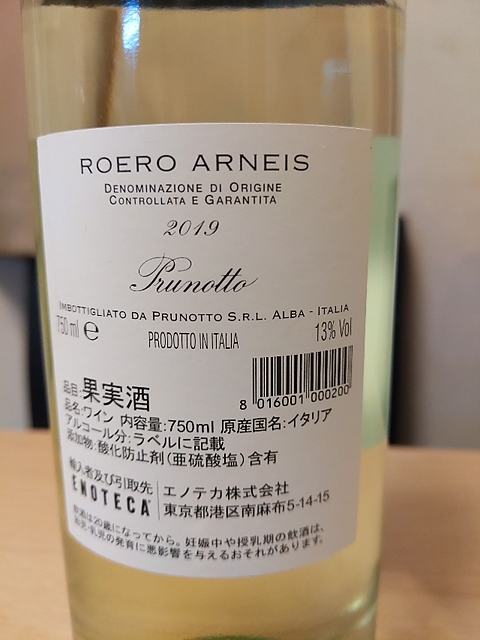 ROERO ARNEIS
DENOMINAZIONE DI ORIGINE
CONTROLLATA E GARANTITA
2019
Prunotto
IMBOTTIGLIATO DA PRUNOTTO S.R.L. ALBA - ITALIA
750 ml e PRODOTTO IN ITALIA 13% Vol
8 016001 000200
品目:果実酒
品名:ワイン 内容量:750ml 原産国名:イタリア
アルコール分:ラベルに記載
添加物:酸化防止剤(亜硫酸塩)含有
輸入者及び引取先
ENOTECA
エノテカ株式会社
東京都港区南麻布5-14-15
飲酒は20歳になってから。妊娠中や授乳期の飲酒は、
胎児・乳児の発育に悪影響を与えるおそれがあります。